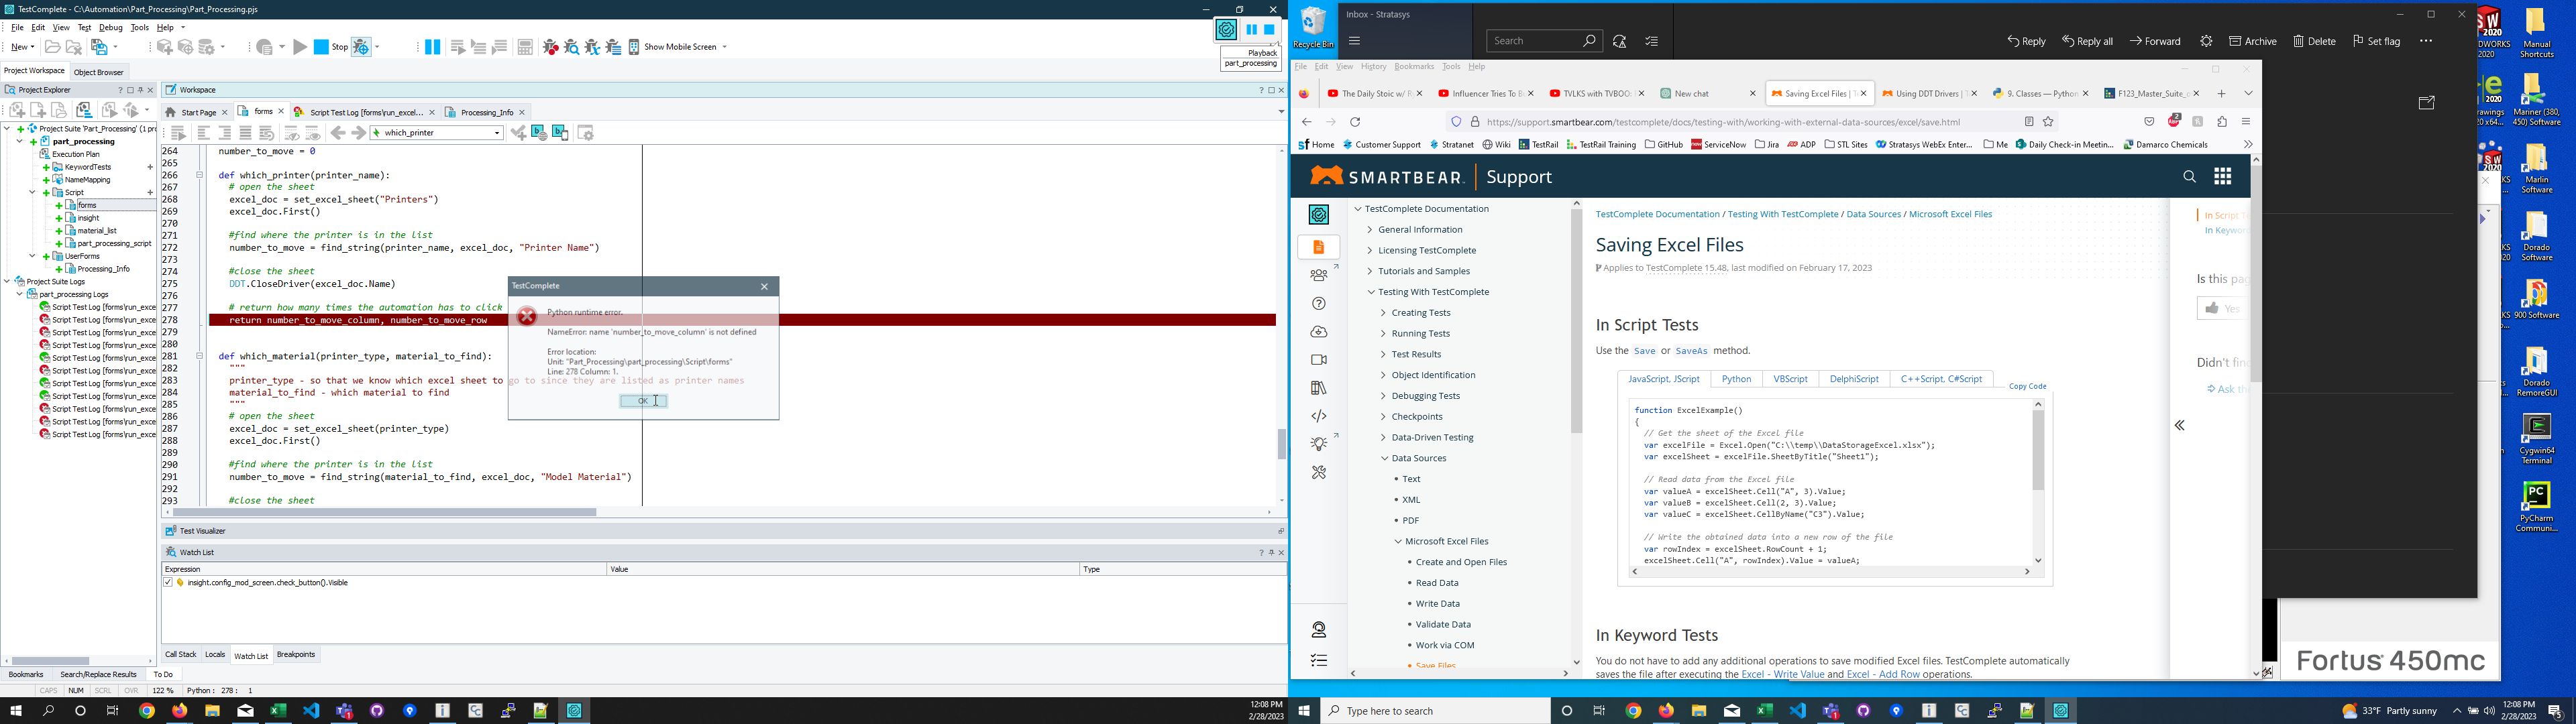 TestComplete - C:\Automation\Part_Processing\Part_Processing.pjs
File Edit View Test Debug Automation Tools Help
New Stop Show Mobile Screen
Playback
part_processing
Project Workspace Object Browser
Project Explorer
Project Suite 'Part_Processing' (1 pr
part_processing
Execution Plan
KeywordTests
NameMapping
Script
forms
insight
material_list
part_processing_script
UserForms
Processing_Info
Project Suite Logs
part_processing Logs
Script Test Log [forms\run_exce
Script Test Log [forms\run_exce
Script Test Log [forms\run_exce
Script Test Log [forms\run_exce
Script Test Log [forms\run_exce
Script Test Log [forms\run_exce
Script Test Log [forms\run_exce
Script Test Log [forms\run_exce
Script Test Log [forms\run_exce
Script Test Log [forms\run_exce
Script Test Log [forms\run_exce
Bookmarks Search/Replace Results To Do
Workspace
Start Page forms Script Test Log [forms\run_excel... Processing_Info
which_printer
264 number_to_move = 0
265
266 def which_printer(printer_name):
267 # open the sheet
268 excel_doc = set_excel_sheet("Printers")
269 excel_doc.First()
270
271 #find where the printer is in the list
272 number_to_move = find_string(printer_name, excel_doc, "Printer Name")
273
274 #close the sheet
275 DDT.CloseDriver(excel_doc.Name)
276
277 # return how many times the automation has to click
278 return number_to_move_column, number_to_move_row
279
280
281 def which_material(printer_type, material_to_find):
282 """
283 printer_type - so that we know which excel sheet to go to since they are listed as printer names
284 material_to_find - which material to find
285 """
286 # open the sheet
287 excel_doc = set_excel_sheet(printer_type)
288 excel_doc.First()
289
290 #find where the printer is in the list
291 number_to_move = find_string(material_to_find, excel_doc, "Model Material")
292
293 #close the sheet
TestComplete
Python runtime error.
NameError: name 'number_to_move_column' is not defined
Error location:
Unit: "Part_Processing\part_processing\Script\forms"
Line: 278 Column: 1.
OK
Test Visualizer
Watch List
Expression Value Type
insight.config_mod_screen.check_button().Visible
Call Stack Locals Watch List Breakpoints
CAPS NUM SCRL OVR 122 % Python : 278 : 1
12:08 PM
2/28/2023
Recycle Bin
Inbox - Stratasys
Search
Reply Reply all Forward Archive Delete Set flag
File Edit View History Bookmarks Tools Help
The Daily Stoic w/ R Influencer Tries To B TVLKS with TVBOO: New chat Saving Excel Files | T Using DDT Drivers | T 9. Classes — Python F123_Master_Suite_
https://support.smartbear.com/testcomplete/docs/testing-with/working-with-external-data-sources/excel/save.html
Home Customer Support Stratanet Wiki TestRail TestRail Training GitHub ServiceNow Jira ADP STL Sites Stratasys WebEx Enter... Me Daily Check-in Meetin... Damarco Chemicals
SMARTBEAR Support
TestComplete Documentation
General Information
Licensing TestComplete
Tutorials and Samples
Testing With TestComplete
Creating Tests
Running Tests
Test Results
Object Identification
Debugging Tests
Checkpoints
Data-Driven Testing
Data Sources
Text
XML
PDF
Microsoft Excel Files
Create and Open Files
Read Data
Write Data
Validate Data
Work via COM
Save Files
TestComplete Documentation / Testing With TestComplete / Data Sources / Microsoft Excel Files
Saving Excel Files
Applies to TestComplete 15.48, last modified on February 17, 2023
In Script Tests
Use the Save or SaveAs method.
JavaScript, JScript Python VBScript DelphiScript C++Script, C#Script Copy Code
function ExcelExample()
{
// Get the sheet of the Excel file
var excelFile = Excel.Open("C:\\temp\\DataStorageExcel.xlsx");
var excelSheet = excelFile.SheetByTitle("Sheet1");
// Read data from the Excel file
var valueA = excelSheet.Cell("A", 3).Value;
var valueB = excelSheet.Cell(2, 3).Value;
var valueC = excelSheet.CellByName("C3").Value;
// Write the obtained data into a new row of the file
var rowIndex = excelSheet.RowCount + 1;
excelSheet.Cell("A", rowIndex).Value = valueA;
In Keyword Tests
You do not have to add any additional operations to save modified Excel files. TestComplete automatically
saves the file after executing the Excel - Write Value and Excel - Add Row operations.
In Script
In Keywor
Is this pag
Yes
Didn't find
Ask th
Fortus 450mc
Manual Shortcuts
Mariner (380, 450) Software
Marlin Software
Dorado Software
900 Software
Dorado RemoreGUI
Cygwin64 Terminal
PyCharm Communi...
Type here to search
33°F Partly sunny
12:08 PM
2/28/2023